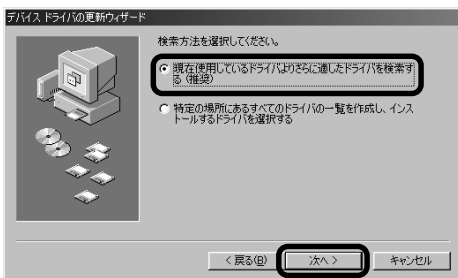 デバイス ドライバの更新ウィザード
検索方法を選択してください。
現在使用しているドライバよりさらに適したドライバを検索す
る (推奨)
特定の場所にあるすべてのドライバの一覧を作成し、インス
トールするドライバを選択する
< 戻る(B)
次へ >
キャンセル